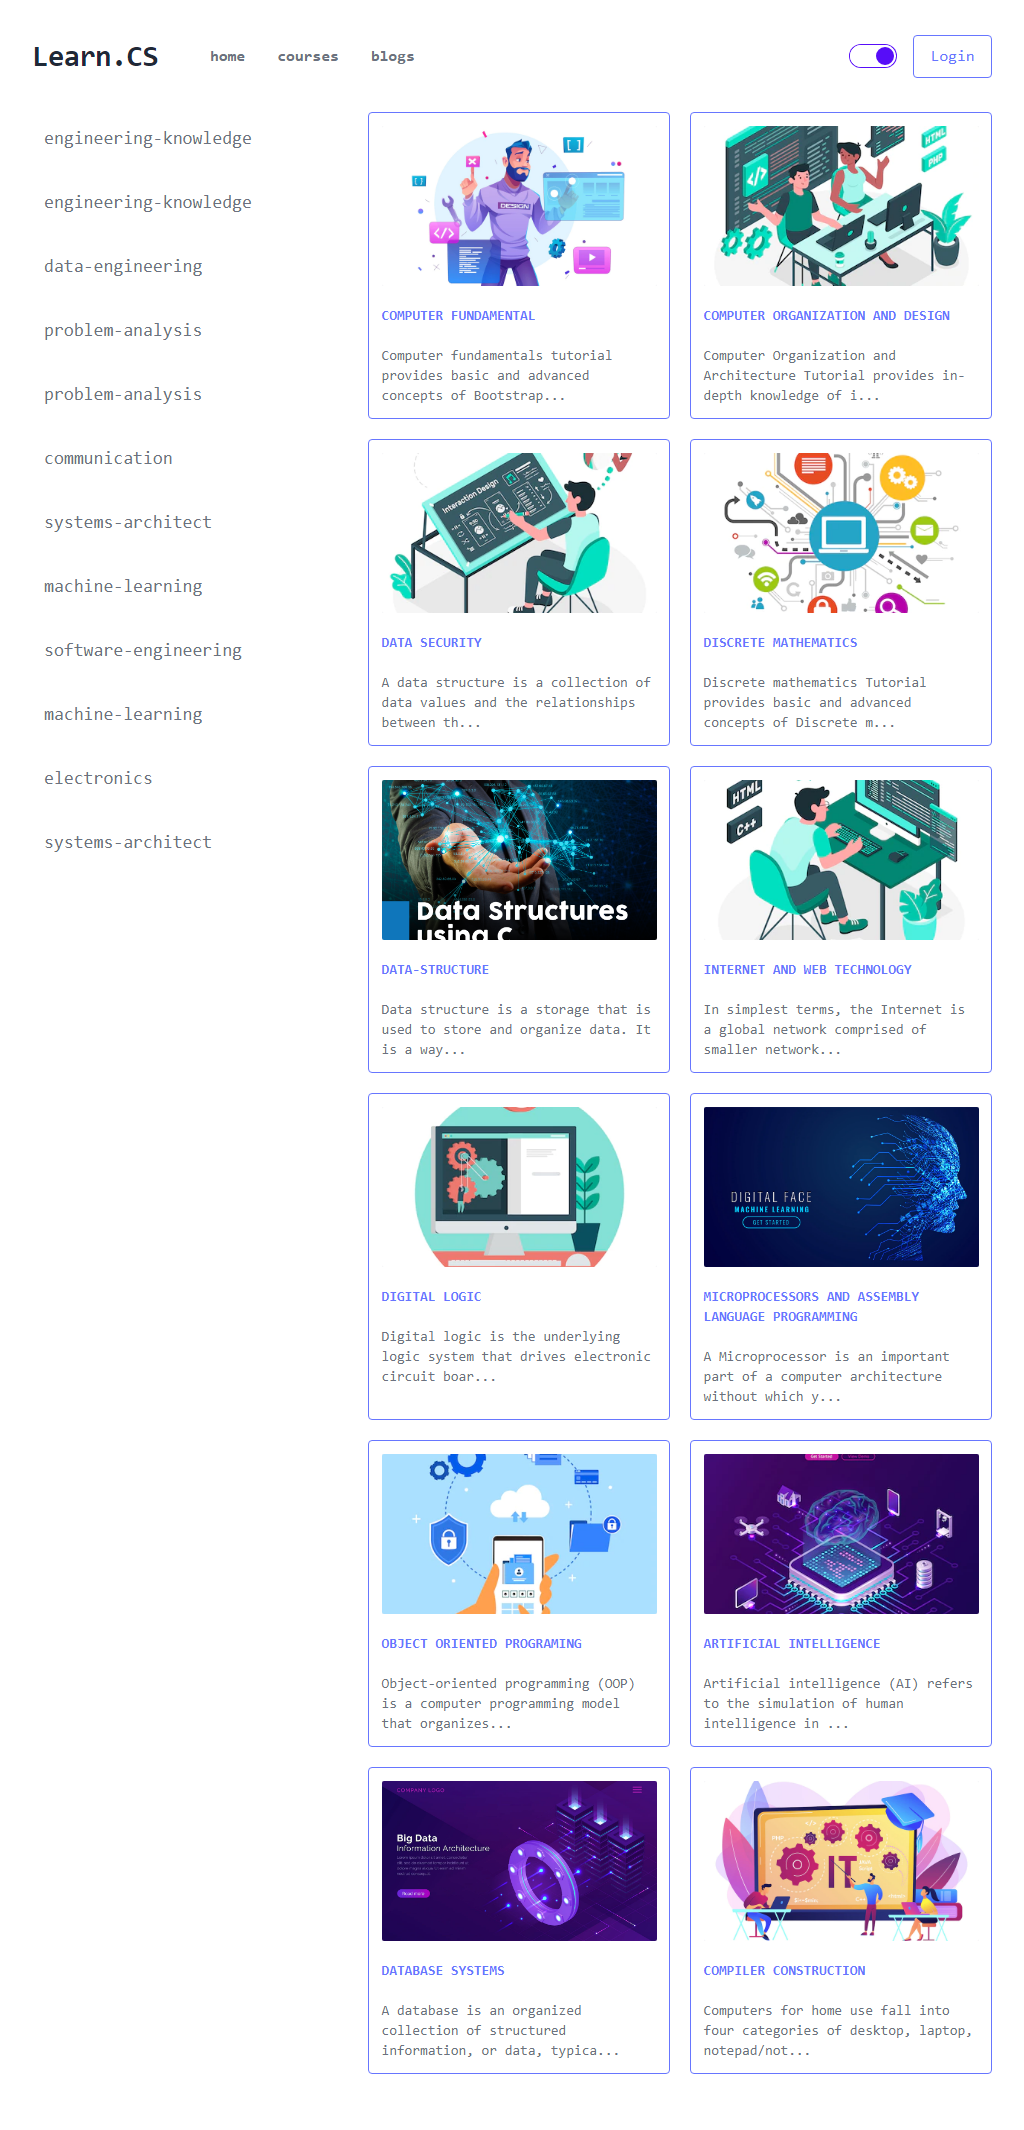 Learn.CS
home
courses
blogs
Login
engineering-knowledge
engineering-knowledge
data-engineering
problem-analysis
problem-analysis
communication
systems-architect
machine-learning
software-engineering
machine-learning
electronics
systems-architect
DESIGN
COMPUTER FUNDAMENTAL
Computer fundamentals tutorial
provides basic and advanced
concepts of Bootstrap...
HTML
PHP
COMPUTER ORGANIZATION AND DESIGN
Computer Organization and
Architecture Tutorial provides in-
depth knowledge of i...
Interaction Design
DATA SECURITY
A data structure is a collection of
data values and the relationships
between th...
DISCRETE MATHEMATICS
Discrete mathematics Tutorial
provides basic and advanced
concepts of Discrete m...
Data Structures
using C
DATA-STRUCTURE
Data structure is a storage that is
used to store and organize data. It
is a way...
HTML
C++
INTERNET AND WEB TECHNOLOGY
In simplest terms, the Internet is
a global network comprised of
smaller network...
DIGITAL LOGIC
Digital logic is the underlying
logic system that drives electronic
circuit boar...
DIGITAL FACE
MACHINE LEARNING
GET STARTED
MICROPROCESSORS AND ASSEMBLY
LANGUAGE PROGRAMMING
A Microprocessor is an important
part of a computer architecture
without which y...
OBJECT ORIENTED PROGRAMING
Object-oriented programming (OOP)
is a computer programming model
that organizes...
Get Started
ARTIFICIAL INTELLIGENCE
Artificial intelligence (AI) refers
to the simulation of human
intelligence in ...
COMPANY LOGO
Big Data
Information Architecture
Read more
DATABASE SYSTEMS
A database is an organized
collection of structured
information, or data, typica...
PHP
IT
COMPILER CONSTRUCTION
Computers for home use fall into
four categories of desktop, laptop,
notepad/not...